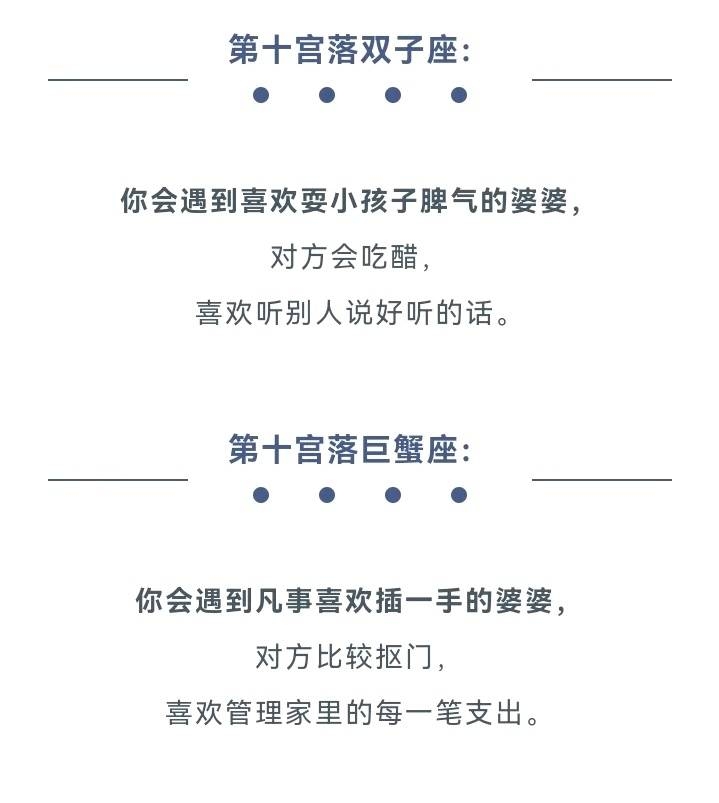 第十宫落双子座：
你会遇到喜欢耍小孩子脾气的婆婆，
对方会吃醋，
喜欢听别人说好听的话。
第十宫落巨蟹座：
你会遇到凡事喜欢插一手的婆婆，
对方比较抠门，
喜欢管理家里的每一笔支出。